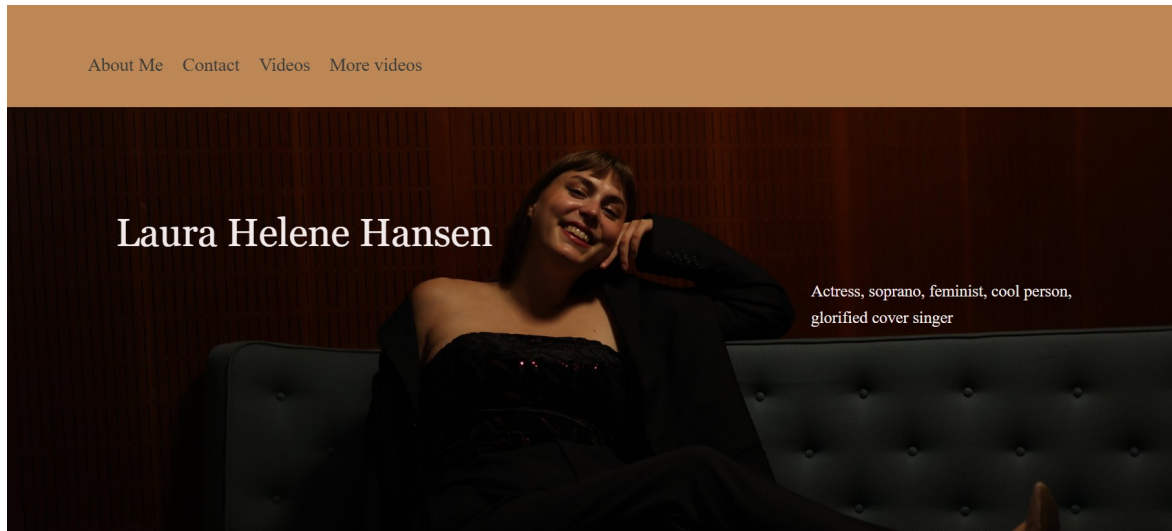 About Me Contact Videos More videos
Laura Helene Hansen
Actress, soprano, feminist, cool person,
glorified cover singer